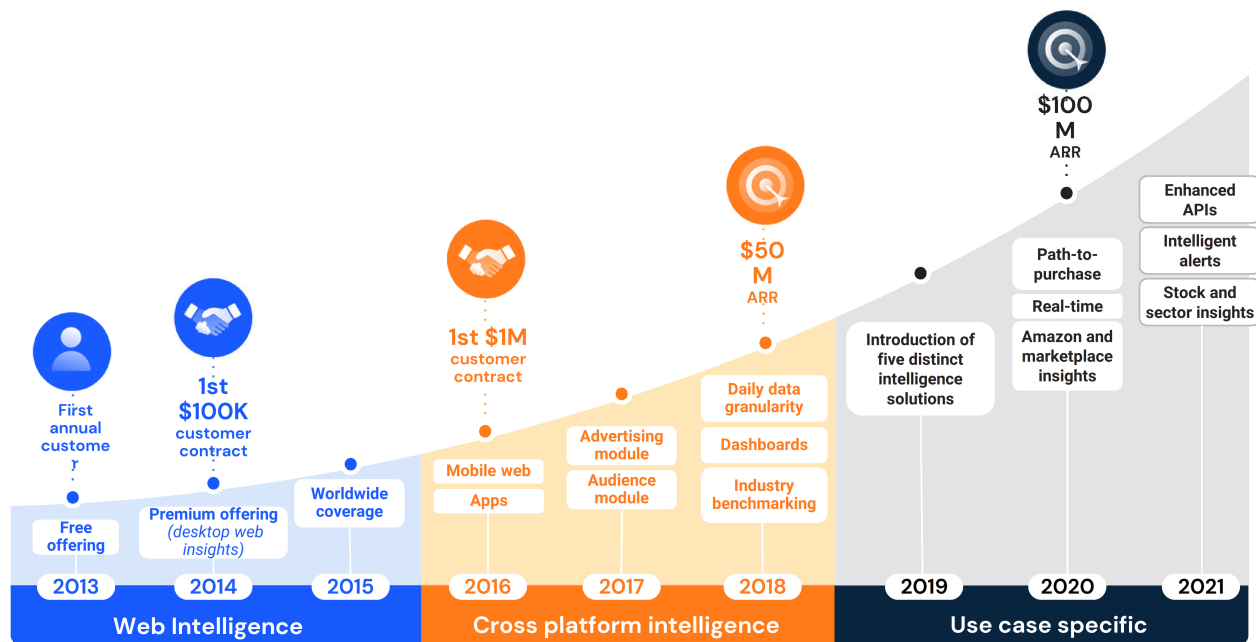 $100
M
ARR
$50
M
ARR
1st $1M
customer
contract
1st
$100K
customer
contract
First
annual
custome
r
Free
offering
Premium offering
(desktop web
insights)
Worldwide
coverage
Mobile web
Apps
Advertising
module
Audience
module
Daily data
granularity
Dashboards
Industry
benchmarking
Introduction of
five distinct
intelligence
solutions
Path-to-
purchase
Real-time
Amazon and
marketplace
insights
Enhanced
APIs
Intelligent
alerts
Stock and
sector insights
2013
2014
2015
2016
2017
2018
2019
2020
2021
Web Intelligence
Cross platform intelligence
Use case specific